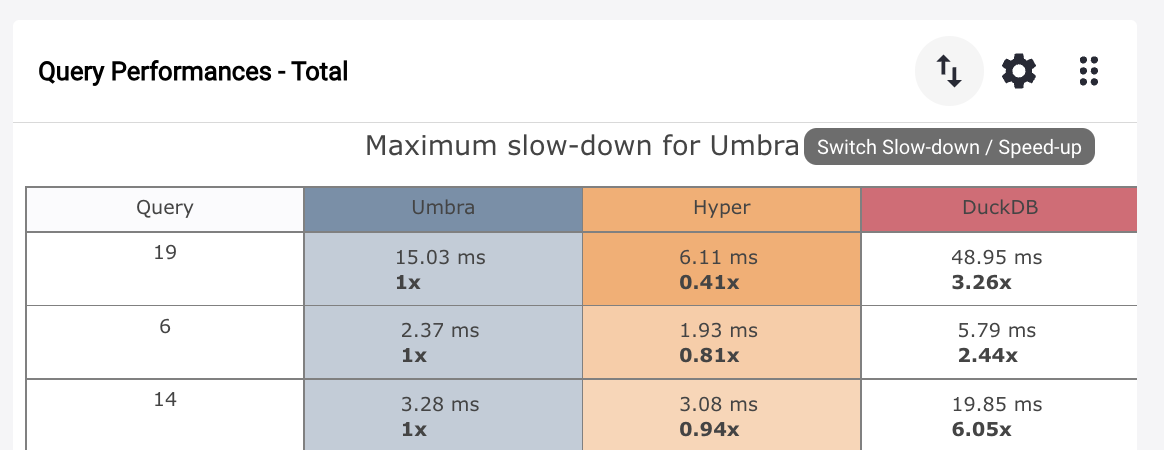 Query Performances - Total
Maximum slow-down for Umbra
Switch Slow-down / Speed-up
Query Umbra Hyper DuckDB
19 15.03 ms 6.11 ms 48.95 ms
1x 0.41x 3.26x
6 2.37 ms 1.93 ms 5.79 ms
1x 0.81x 2.44x
14 3.28 ms 3.08 ms 19.85 ms
1x 0.94x 6.05x